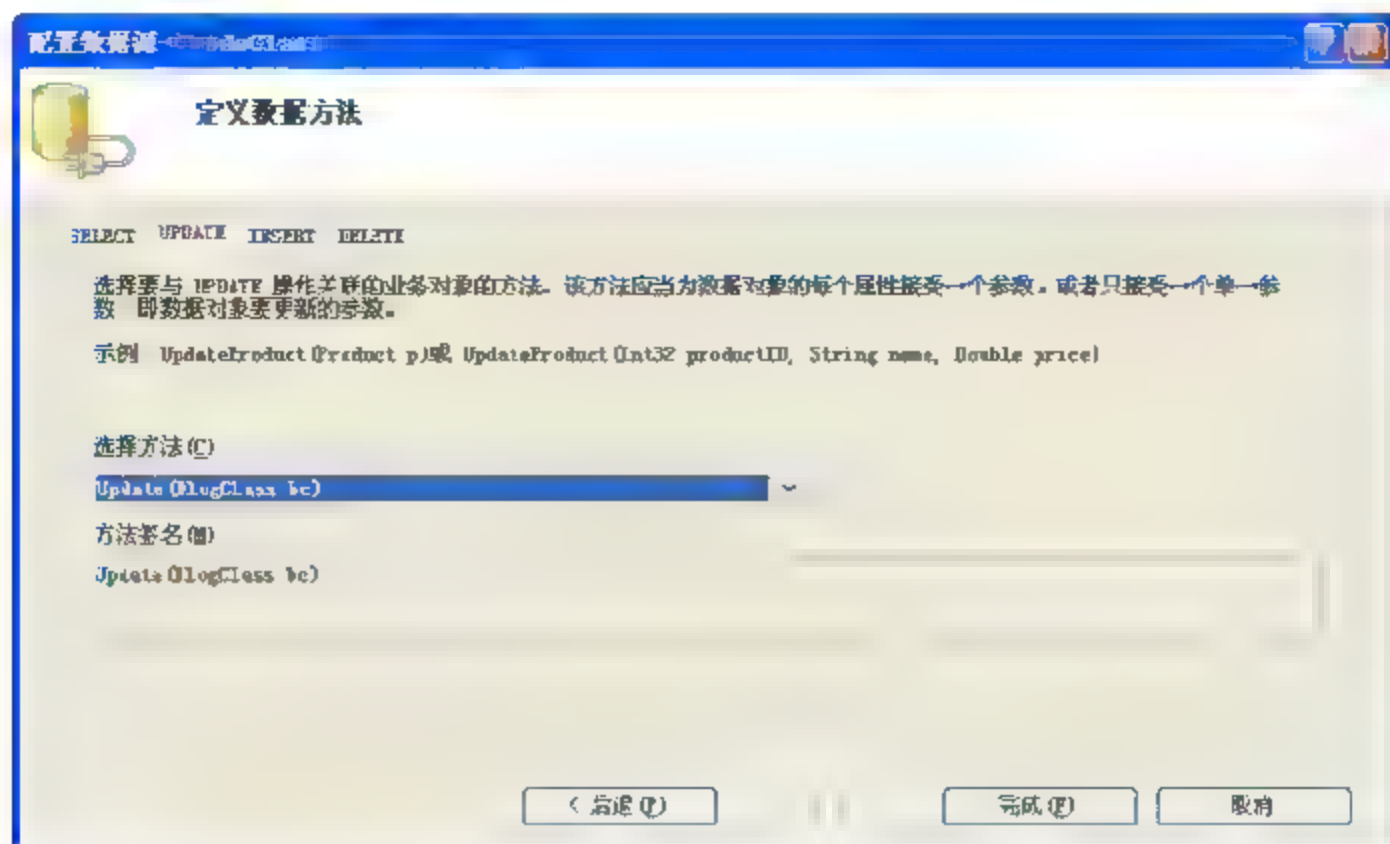 配置数据源
定义数据方法
SELECT UPDATE INSERT DELETE
选择要与 UPDATE 操作关联的业务对象的方法。该方法应当为数据对象的每个属性接受一个参数，或者只接受一个单一参
数 即数据对象要更新的参数。
示例 UpdateProduct(Product p)或 UpdateProduct(Int32 productID, String name, Double price)
选择方法(C)
Update(BlogClass bc)
方法签名(M)
Update(BlogClass bc)
< 后退(P)
完成(F)
取消